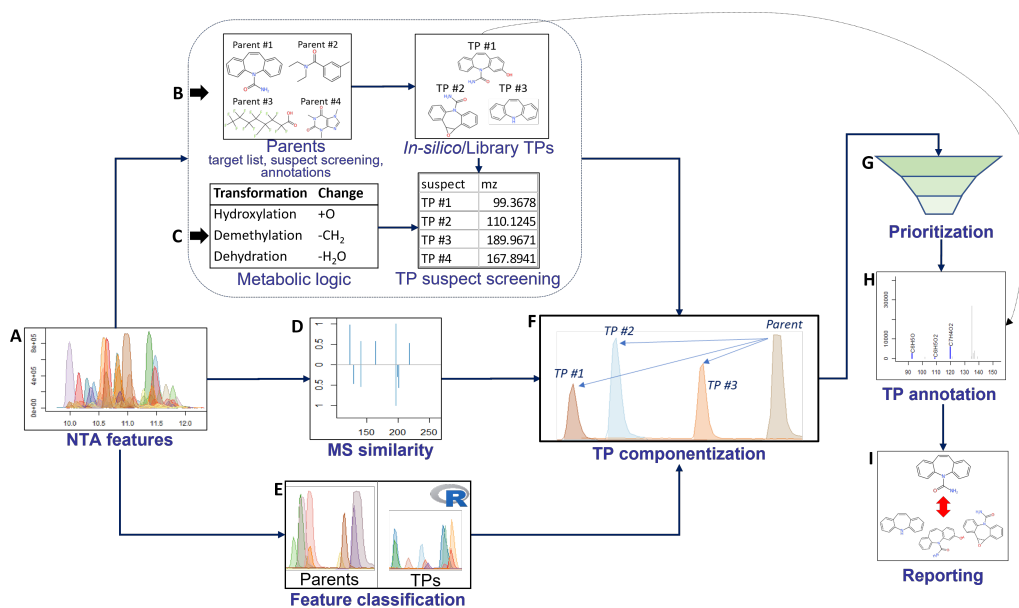 B
Parent #1
Parent #2
Parent #3
Parent #4
Parents
target list, suspect screening,
annotations
TP #1
TP #2
TP #3
In-silico/Library TPs
C
Transformation Change
Hydroxylation +O
Demethylation -CH2
Dehydration -H2O
Metabolic logic
suspect mz
TP #1 99.3678
TP #2 110.1245
TP #3 189.9671
TP #4 167.8941
TP suspect screening
A
8e+05
4e+05
0e+00
10.0 10.5 11.0 11.5 12.0
NTA features
D
1
0.5
0.5
1
150 200 250
MS similarity
E
R
Parents
TPs
Feature classification
F
TP #1
TP #2
TP #3
Parent
TP componentization
G
Prioritization
H
30000
10000
0
C6H5O
C6H5O2
C7H4O2
90 100 110 120 130 140 150
TP annotation
I
Reporting